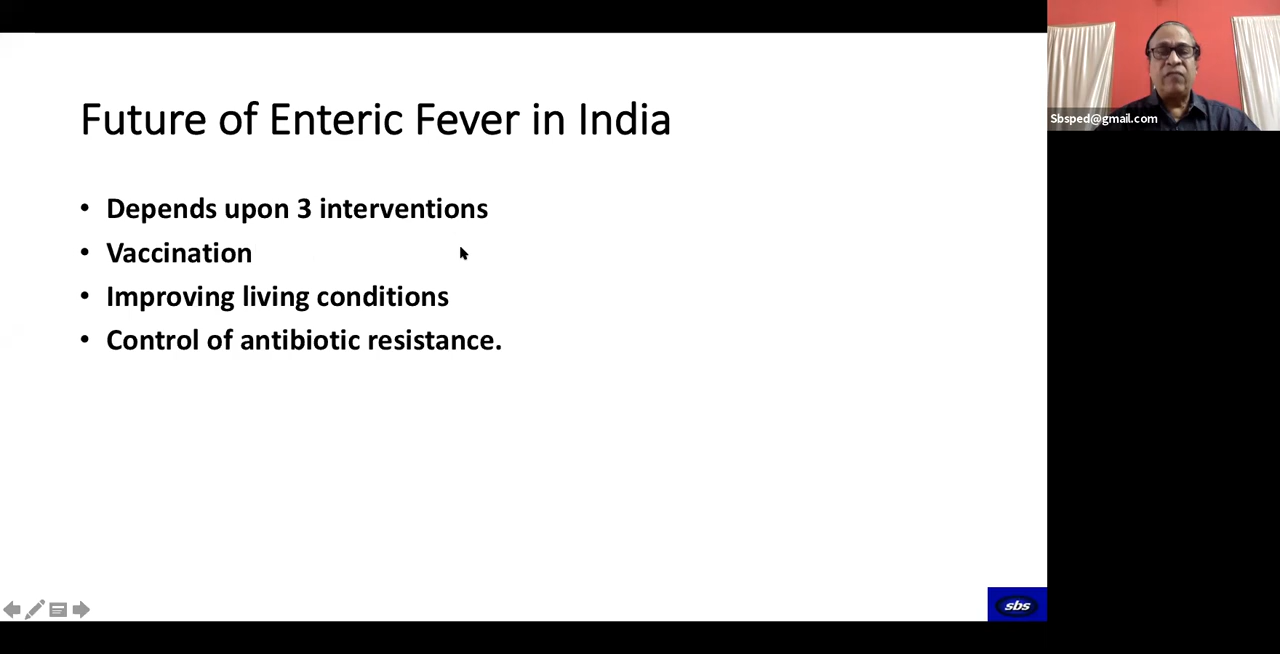 Future of Enteric Fever in India
• Depends upon 3 interventions
• Vaccination
• Improving living conditions
• Control of antibiotic resistance.
Sbsped@gmail.com
sbs